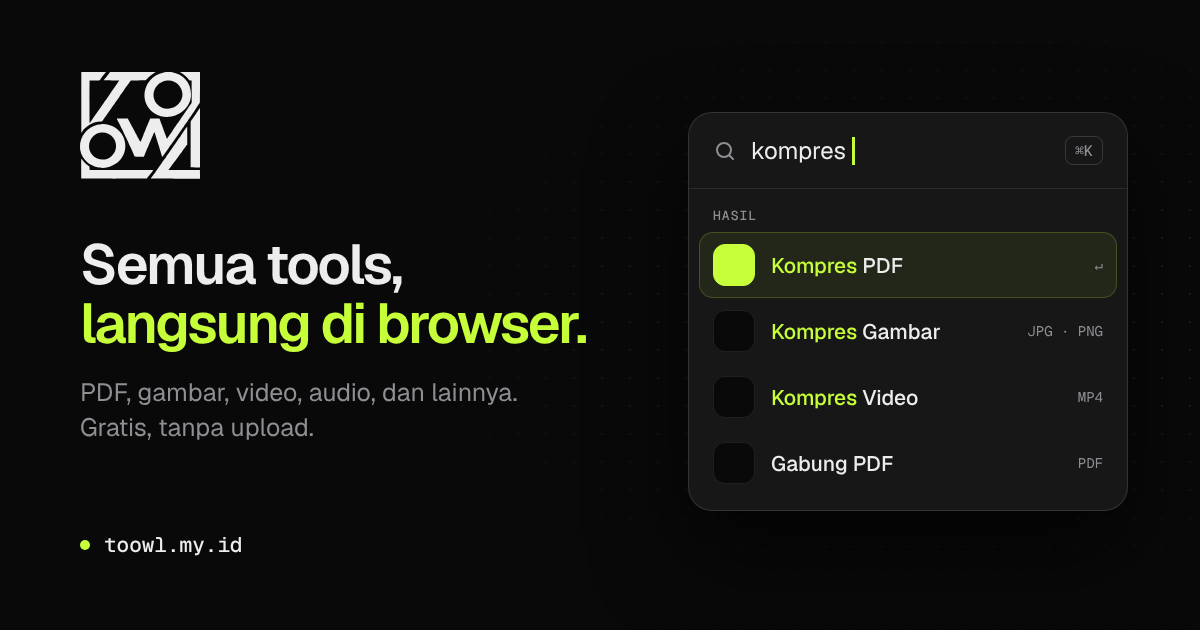 TOOWL
Semua tools,
langsung di browser.
PDF, gambar, video, audio, dan lainnya.
Gratis, tanpa upload.
toowl.my.id
kompres
⌘K
HASIL
Kompres PDF
↵
Kompres Gambar
JPG · PNG
Kompres Video
MP4
Gabung PDF
PDF